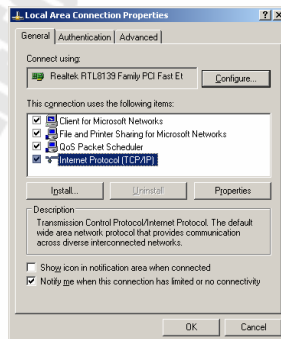 Local Area Connection Properties
General Authentication Advanced
Connect using:
Realtek RTL8139 Family PCI Fast Et
Configure...
This connection uses the following items:
Client for Microsoft Networks
File and Printer Sharing for Microsoft Networks
QoS Packet Scheduler
Internet Protocol (TCP/IP)
Install... Uninstall Properties
Description
Transmission Control Protocol/Internet Protocol. The default
wide area network protocol that provides communication
across diverse interconnected networks.
Show icon in notification area when connected
Notify me when this connection has limited or no connectivity
OK Cancel